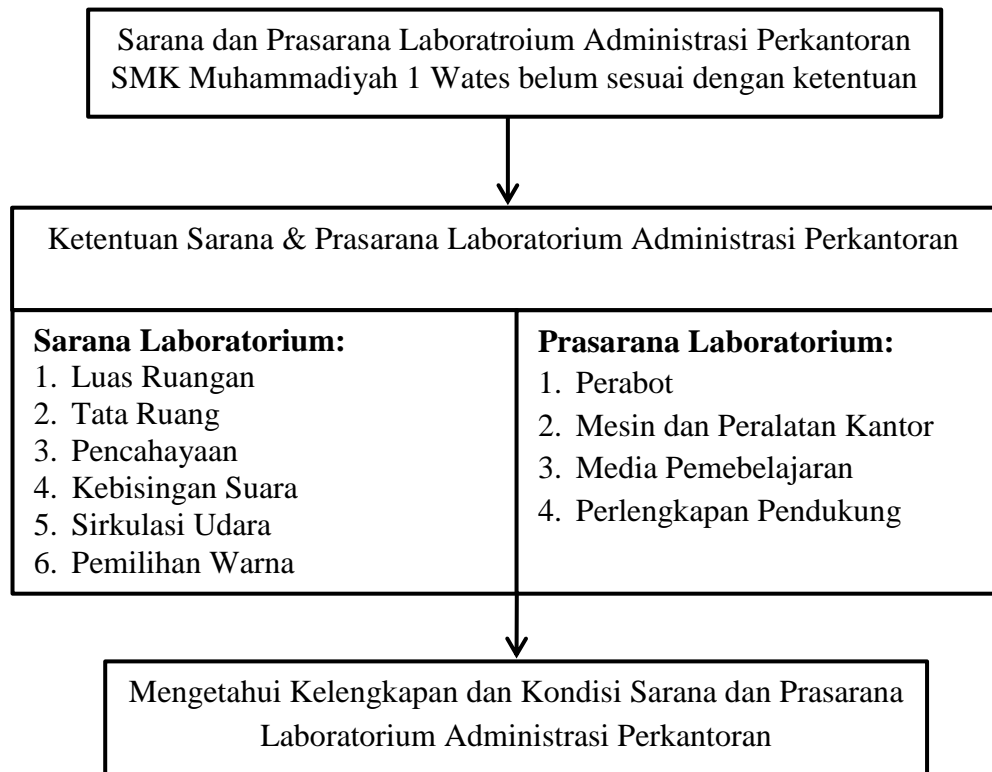 Sarana dan Prasarana Laboratroium Administrasi Perkantoran
SMK Muhammadiyah 1 Wates belum sesuai dengan ketentuan
Ketentuan Sarana & Prasarana Laboratorium Administrasi Perkantoran
Sarana Laboratorium:
1. Luas Ruangan
2. Tata Ruang
3. Pencahayaan
4. Kebisingan Suara
5. Sirkulasi Udara
6. Pemilihan Warna
Prasarana Laboratorium:
1. Perabot
2. Mesin dan Peralatan Kantor
3. Media Pemebelajaran
4. Perlengkapan Pendukung
Mengetahui Kelengkapan dan Kondisi Sarana dan Prasarana
Laboratorium Administrasi Perkantoran